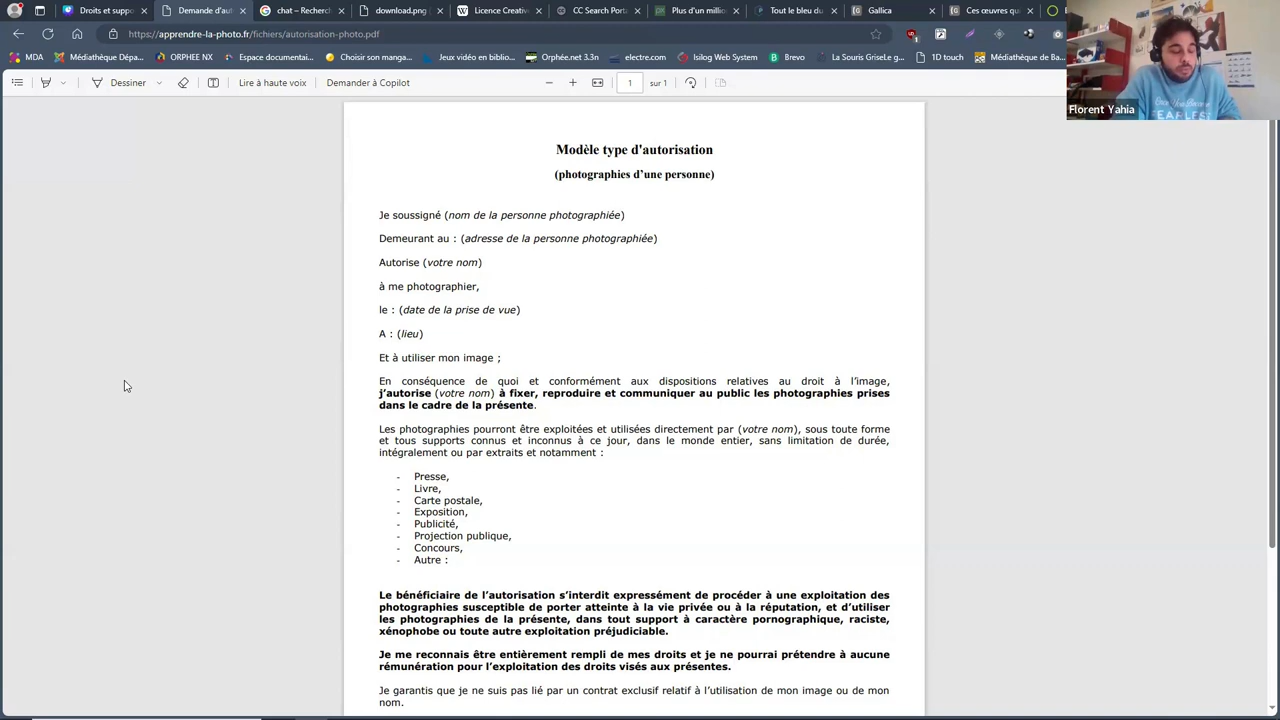 Droits et suppo
Demande d'aut
chat – Recherch
download.png (
Licence Creative
CC Search Porta
Plus d'un millio
Tout le bleu du
Gallica
Ces œuvres qu
https://apprendre-la-photo.fr/fichiers/autorisation-photo.pdf
MDA
Médiathèque Dépa...
ORPHEE NX
Espace documentai...
Choisir son manga...
Jeux vidéo en biblio...
Orphée.net 3.3n
electre.com
Isilog Web System
Brevo
La Souris GriseLe g...
1D touch
Médiathèque de Ba...
Dessiner
Lire à haute voix
Demander à Copilot
1
sur 1
Florent Yahia
FEARLESS
Modèle type d'autorisation
(photographies d'une personne)
Je soussigné (nom de la personne photographiée)
Demeurant au : (adresse de la personne photographiée)
Autorise (votre nom)
à me photographier,
le : (date de la prise de vue)
A : (lieu)
Et à utiliser mon image ;
En conséquence de quoi et conformément aux dispositions relatives au droit à l'image,
j'autorise (votre nom) à fixer, reproduire et communiquer au public les photographies prises
dans le cadre de la présente.
Les photographies pourront être exploitées et utilisées directement par (votre nom), sous toute forme
et tous supports connus et inconnus à ce jour, dans le monde entier, sans limitation de durée,
intégralement ou par extraits et notamment :
- Presse,
- Livre,
- Carte postale,
- Exposition,
- Publicité,
- Projection publique,
- Concours,
- Autre :
Le bénéficiaire de l'autorisation s'interdit expressément de procéder à une exploitation des
photographies susceptible de porter atteinte à la vie privée ou à la réputation, et d'utiliser
les photographies de la présente, dans tout support à caractère pornographique, raciste,
xénophobe ou toute autre exploitation préjudiciable.
Je me reconnais être entièrement rempli de mes droits et je ne pourrai prétendre à aucune
rémunération pour l'exploitation des droits visés aux présentes.
Je garantis que je ne suis pas lié par un contrat exclusif relatif à l'utilisation de mon image ou de mon
nom.